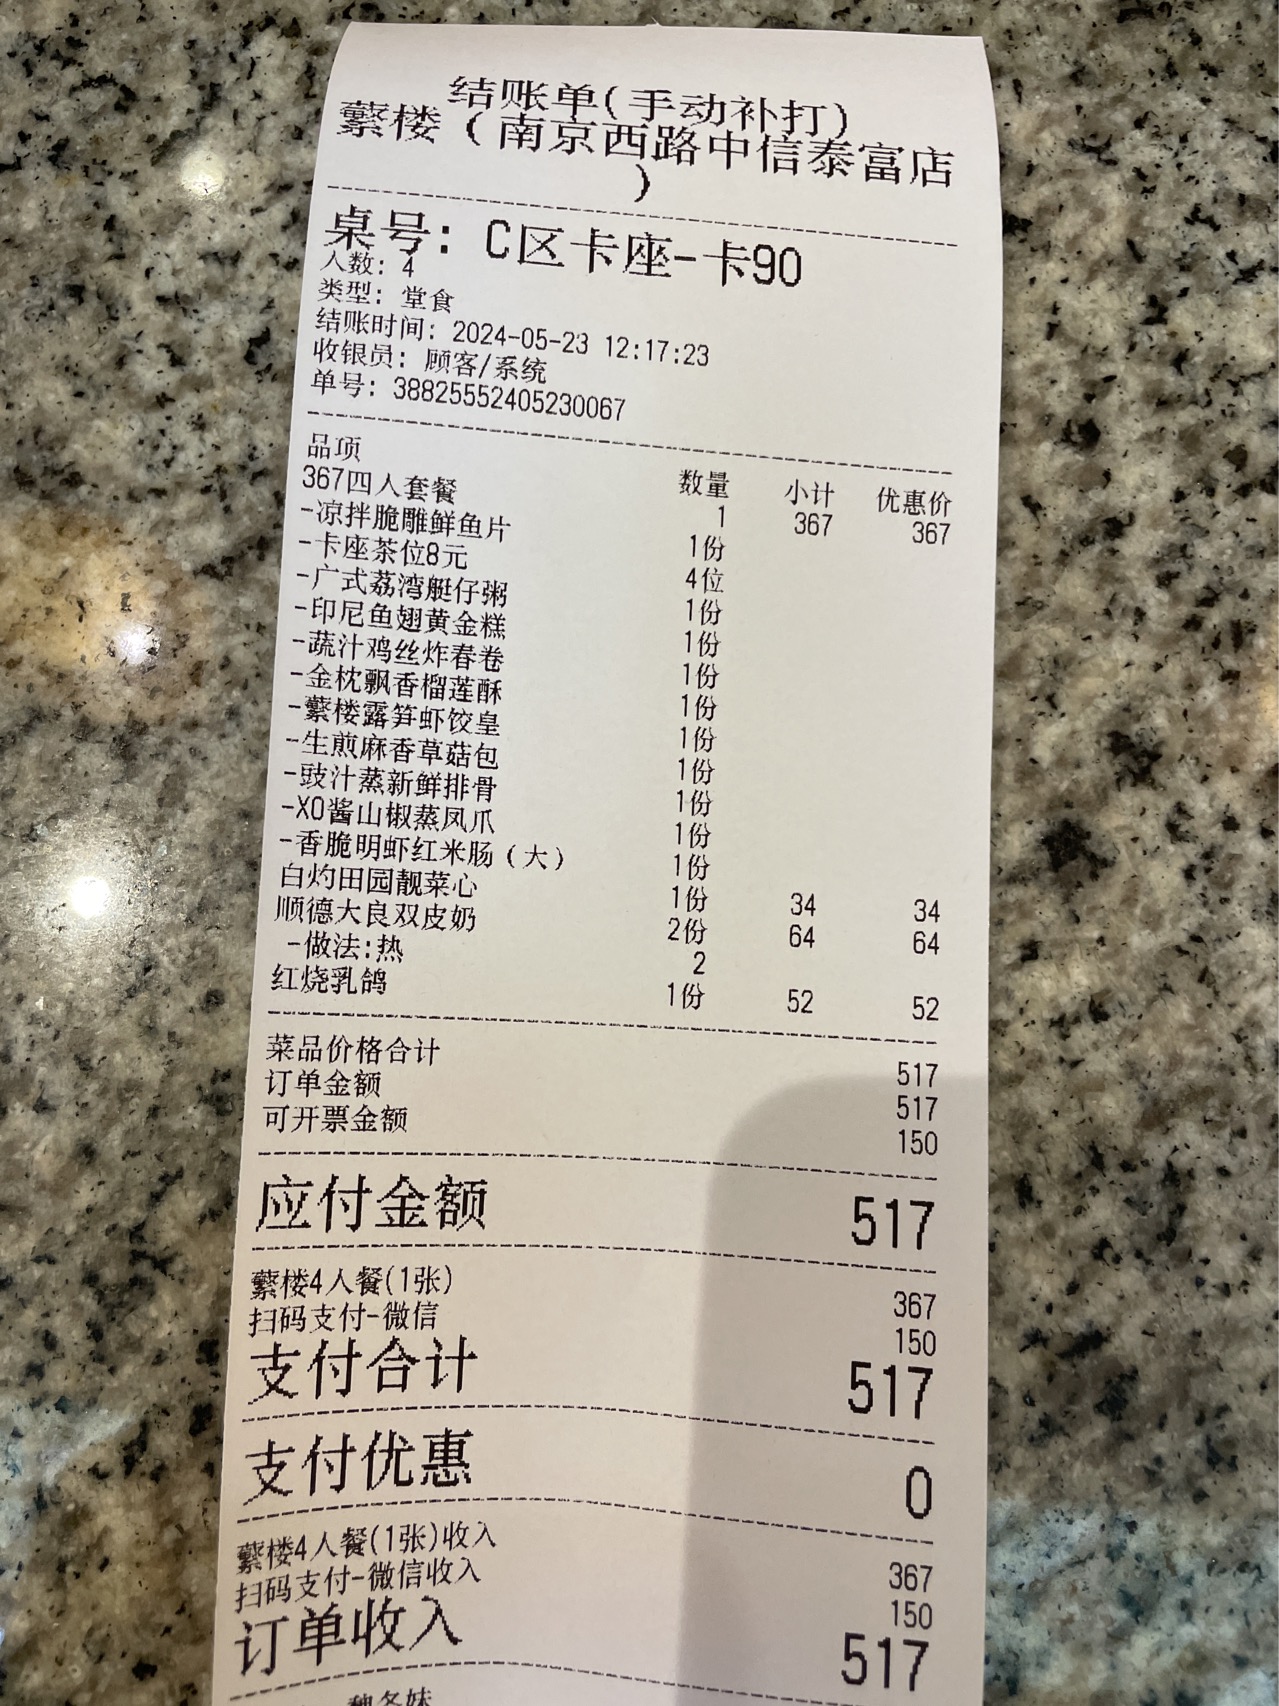 结账单(手动补打)
蘩楼（南京西路中信泰富店
）
桌号: C区卡座-卡90
人数: 4
类型: 堂食
结账时间: 2024-05-23 12:17:23
收银员: 顾客/系统
单号: 38825552405230067
品项 数量 小计 优惠价
367四人套餐 1 367 367
-凉拌脆雕鲜鱼片 1份
-卡座茶位8元 4位
-广式荔湾艇仔粥 1份
-印尼鱼翅黄金糕 1份
-蔬汁鸡丝炸春卷 1份
-金枕飘香榴莲酥 1份
-蘩楼露笋虾饺皇 1份
-生煎麻香草菇包 1份
-豉汁蒸新鲜排骨 1份
-XO酱山椒蒸凤爪 1份
-香脆明虾红米肠（大） 1份
白灼田园靓菜心 1份 34 34
顺德大良双皮奶 2份 64 64
-做法:热 2
红烧乳鸽 1份 52 52
菜品价格合计 517
订单金额 517
可开票金额 150
应付金额 517
蘩楼4人餐(1张) 367
扫码支付-微信 150
支付合计 517
支付优惠 0
蘩楼4人餐(1张)收入 367
扫码支付-微信收入 150
订单收入 517